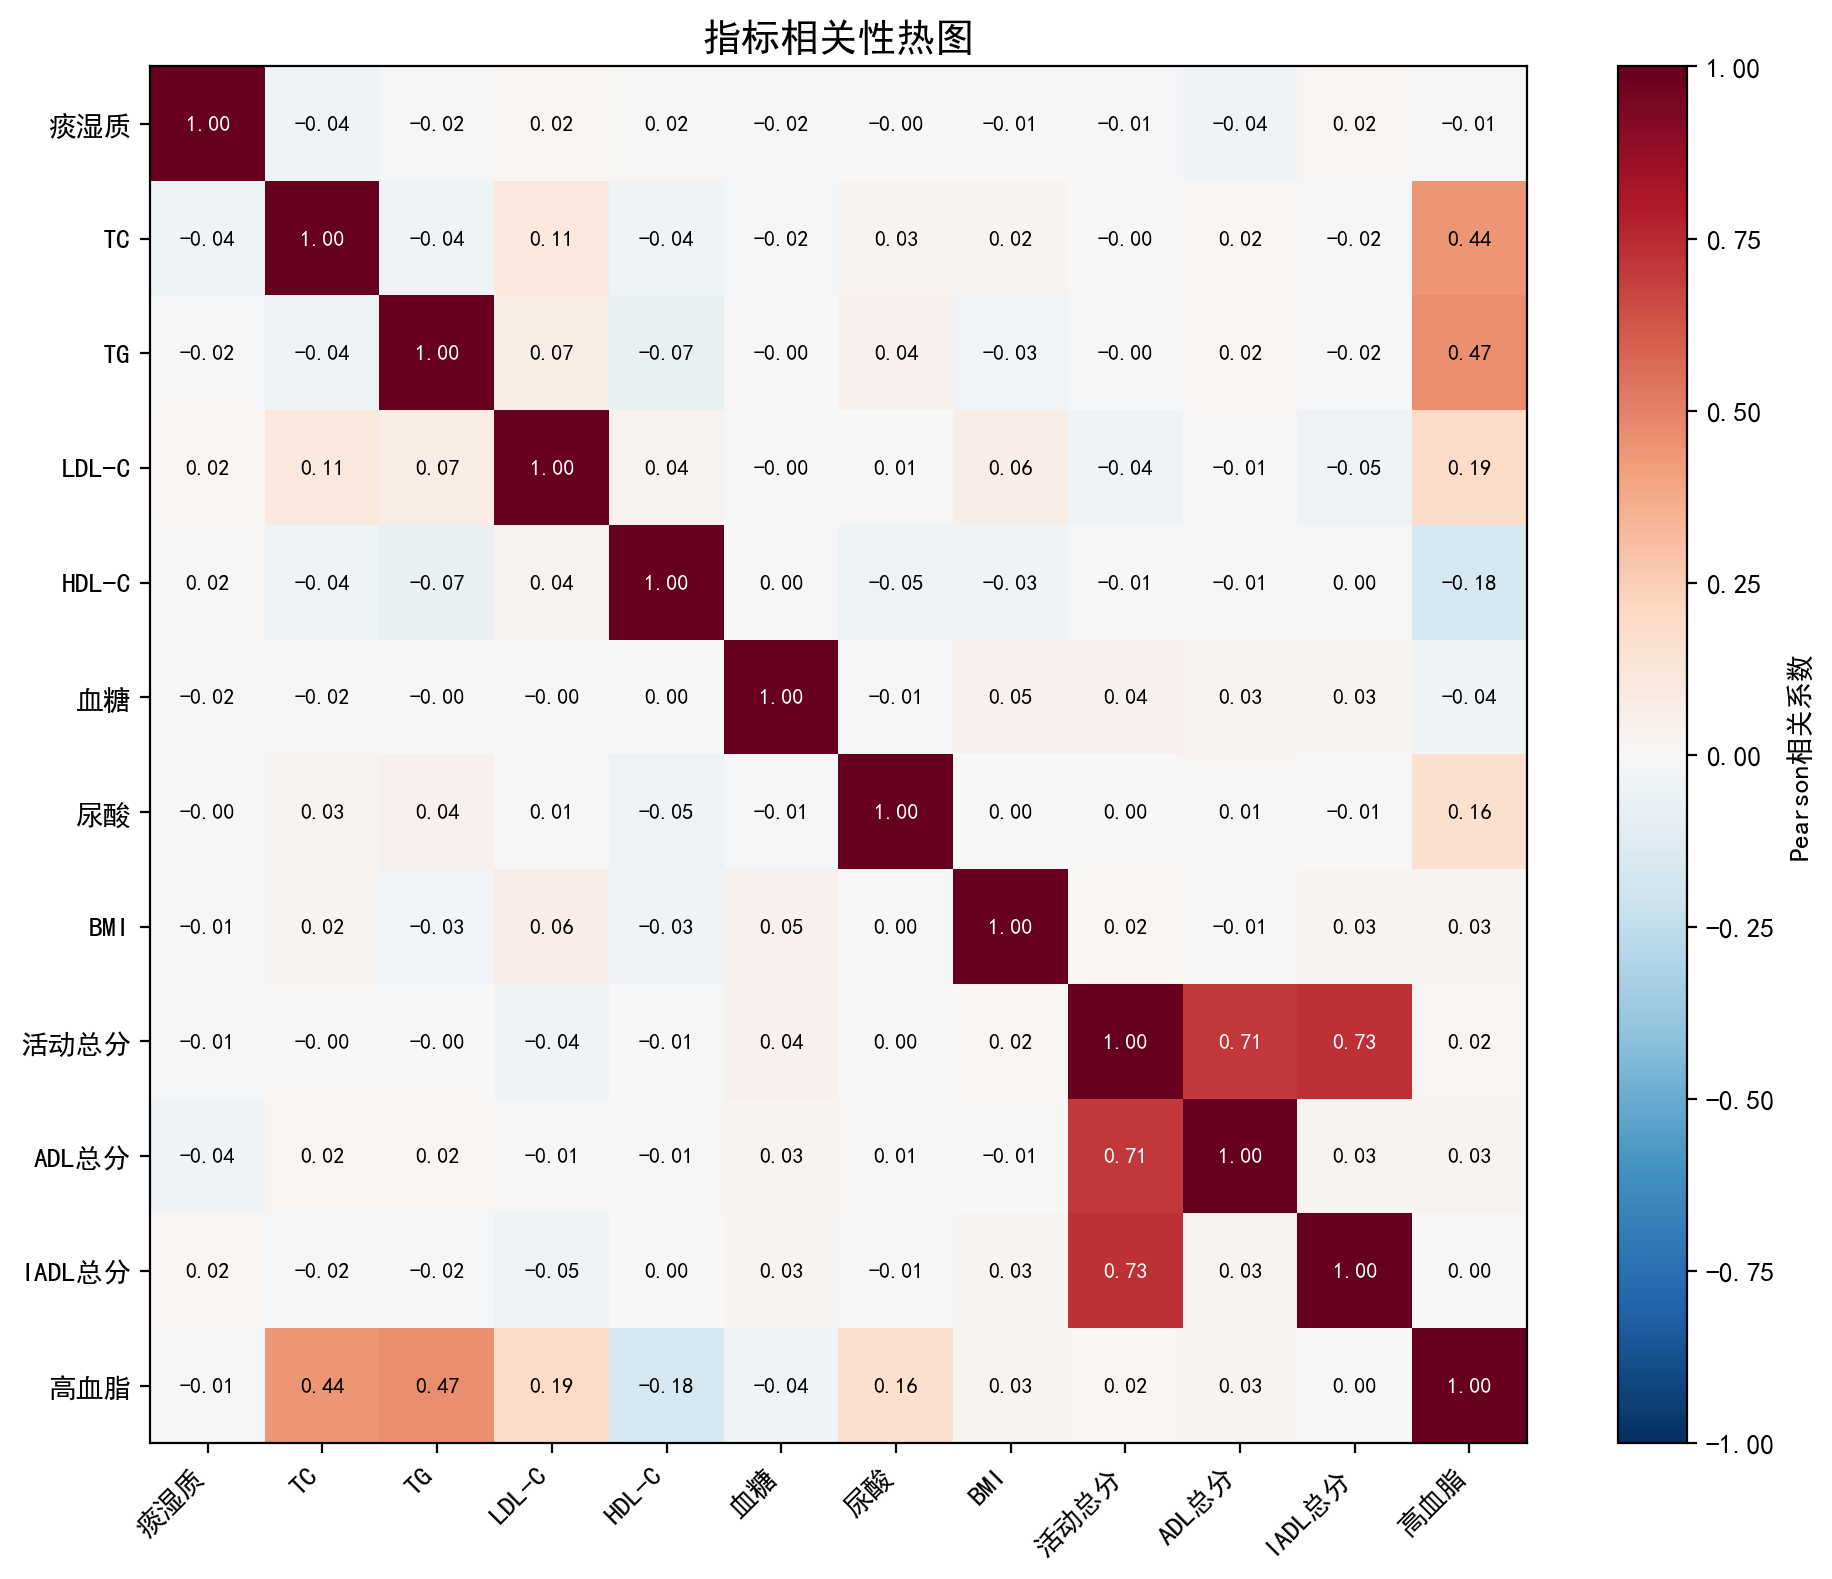 指标相关性热图
痰湿质 1.00 -0.04 -0.02 0.02 0.02 -0.02 -0.00 -0.01 -0.01 -0.04 0.02 -0.01
TC -0.04 1.00 -0.04 0.11 -0.04 -0.02 0.03 0.02 -0.00 0.02 -0.02 0.44
TG -0.02 -0.04 1.00 0.07 -0.07 -0.00 0.04 -0.03 -0.00 0.02 -0.02 0.47
LDL-C 0.02 0.11 0.07 1.00 0.04 -0.00 0.01 0.06 -0.04 -0.01 -0.05 0.19
HDL-C 0.02 -0.04 -0.07 0.04 1.00 0.00 -0.05 -0.03 -0.01 -0.01 0.00 -0.18
血糖 -0.02 -0.02 -0.00 -0.00 0.00 1.00 -0.01 0.05 0.04 0.03 0.03 -0.04
尿酸 -0.00 0.03 0.04 0.01 -0.05 -0.01 1.00 0.00 0.00 0.01 -0.01 0.16
BMI -0.01 0.02 -0.03 0.06 -0.03 0.05 0.00 1.00 0.02 -0.01 0.03 0.03
活动总分 -0.01 -0.00 -0.00 -0.04 -0.01 0.04 0.00 0.02 1.00 0.71 0.73 0.02
ADL总分 -0.04 0.02 0.02 -0.01 -0.01 0.03 0.01 -0.01 0.71 1.00 0.03 0.03
IADL总分 0.02 -0.02 -0.02 -0.05 0.00 0.03 -0.01 0.03 0.73 0.03 1.00 0.00
高血脂 -0.01 0.44 0.47 0.19 -0.18 -0.04 0.16 0.03 0.02 0.03 0.00 1.00
痰湿质 TC TG LDL-C HDL-C 血糖 尿酸 BMI 活动总分 ADL总分 IADL总分 高血脂
1.00
0.75
0.50
0.25
0.00
-0.25
-0.50
-0.75
-1.00
Pearson相关系数